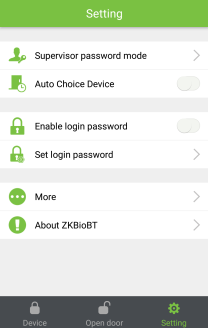 Setting
Supervisor password mode
Auto Choice Device
Enable login password
Set login password
More
About ZKBioBT
Device
Open door
Setting